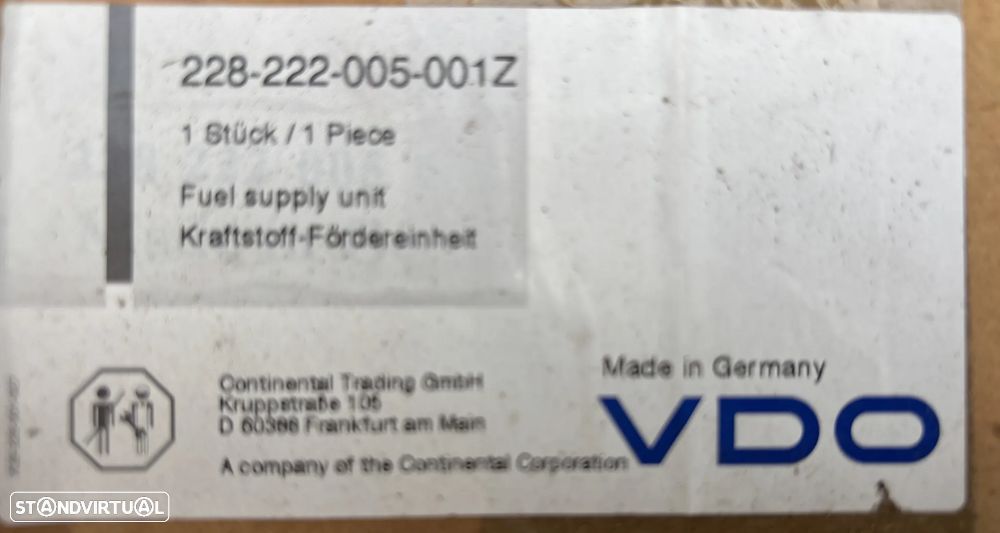 228-222-005-001Z
1 Stück / 1 Piece
Fuel supply unit
Kraftstoff-Fördereinheit
Made in Germany
VDO
Continental Trading GmbH
Kruppstraße 105
D 60388 Frankfurt am Main
A company of the Continental Corporation
STANDVIRTUAL